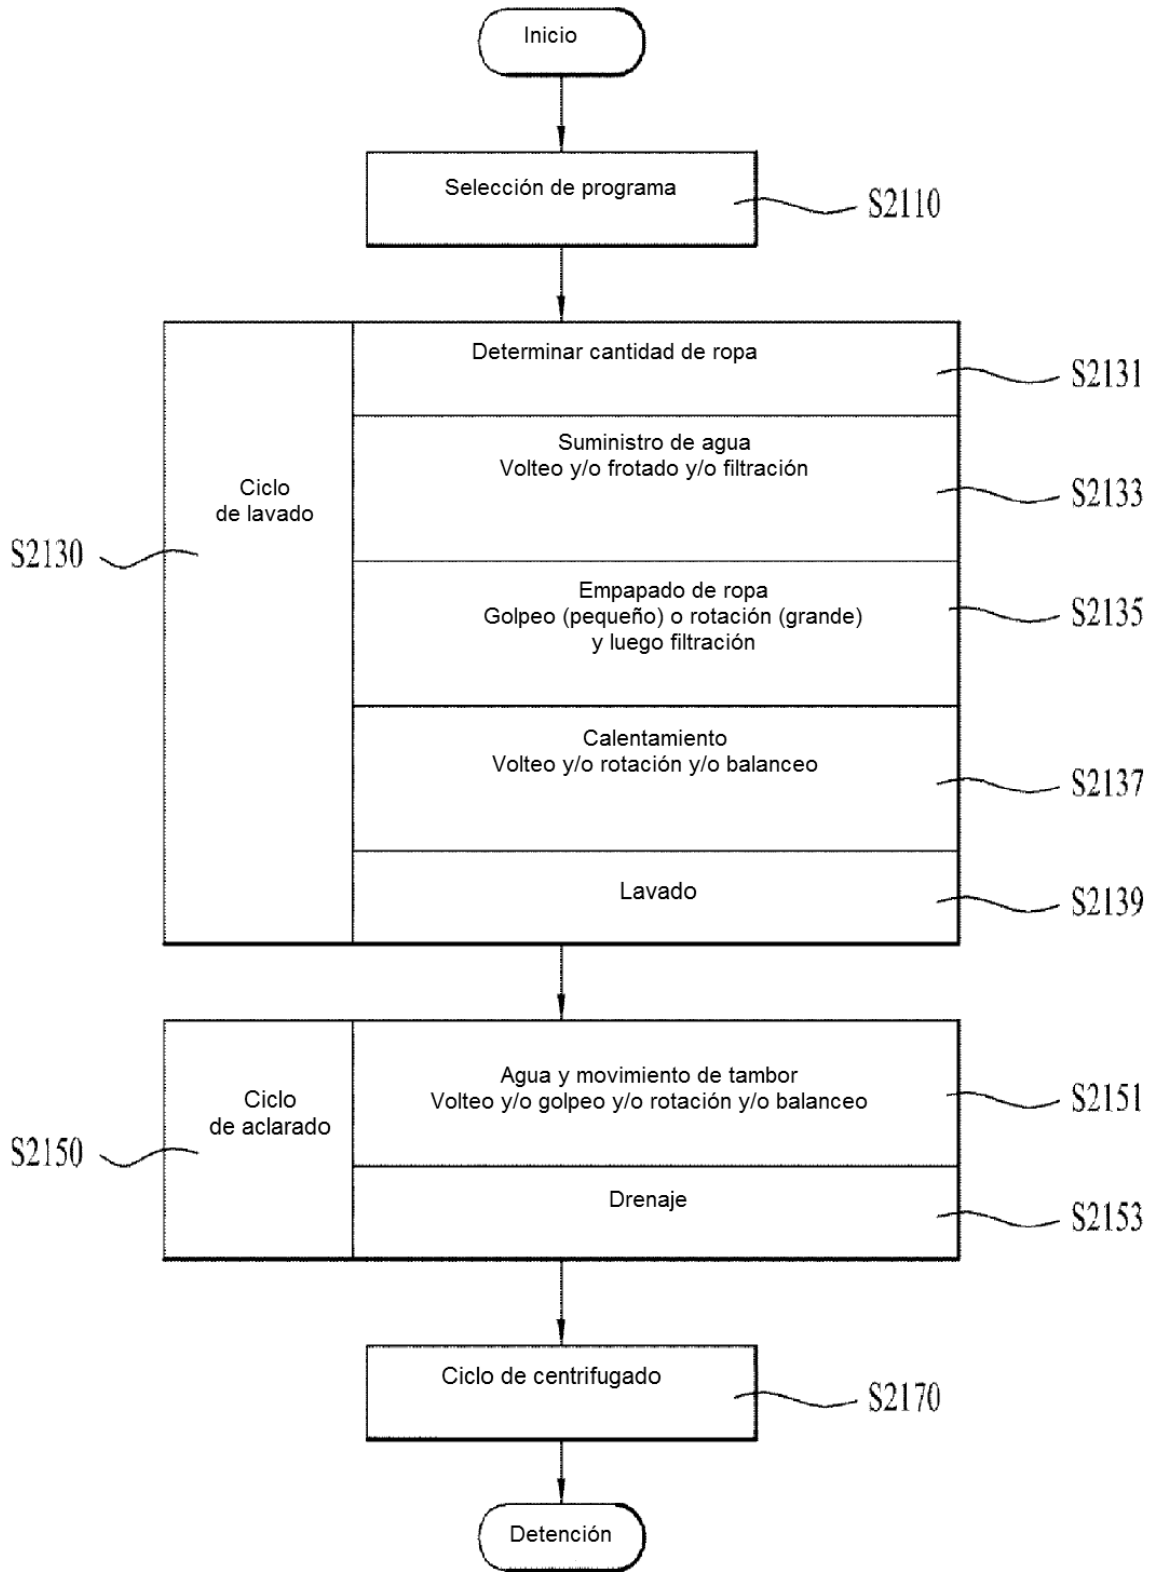 Inicio
Selección de programa
S2110
Determinar cantidad de ropa
S2131
Suministro de agua
Volteo y/o frotado y/o filtración
S2133
Ciclo
de lavado
S2130
Empapado de ropa
Golpeo (pequeño) o rotación (grande)
y luego filtración
S2135
Calentamiento
Volteo y/o rotación y/o balanceo
S2137
Lavado
S2139
Ciclo
de aclarado
S2150
Agua y movimiento de tambor
Volteo y/o golpeo y/o rotación y/o balanceo
S2151
Drenaje
S2153
Ciclo de centrifugado
S2170
Detención